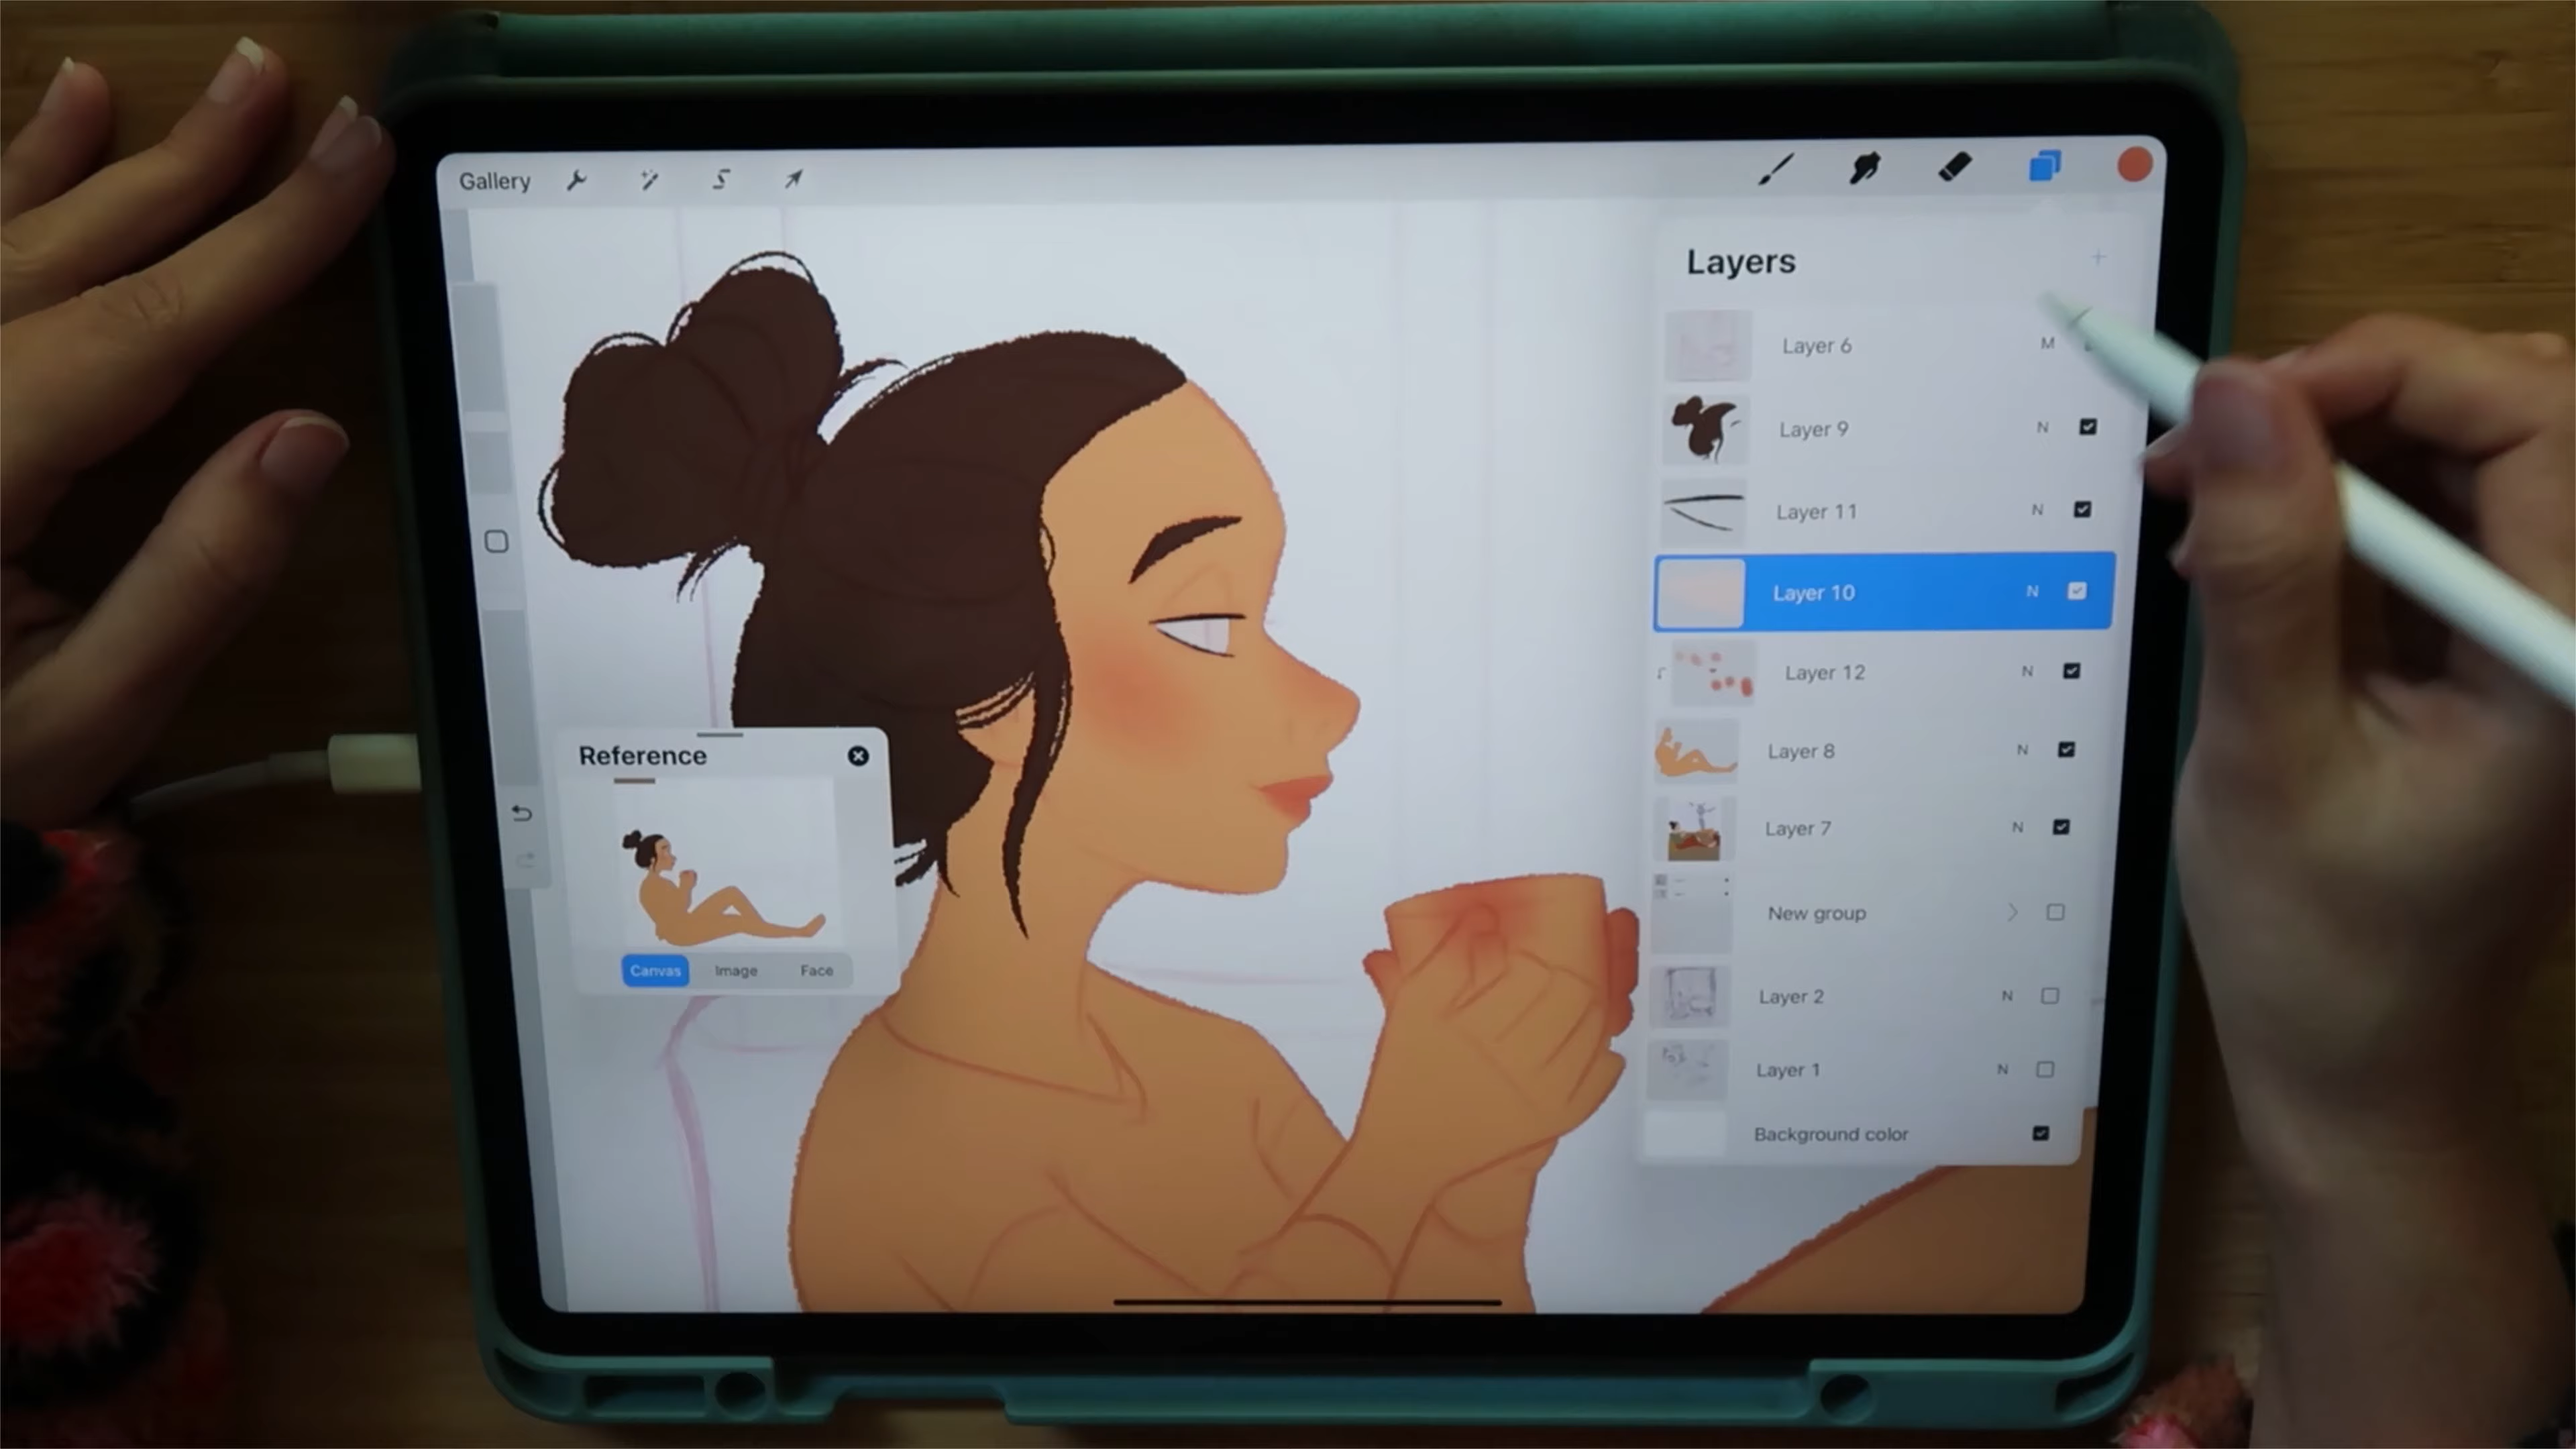 Gallery
Layers
Layer 6 M
Layer 9 N
Layer 11 N
Layer 10 N
Layer 12 N
Layer 8 N
Layer 7 N
New group
Layer 2 N
Layer 1 N
Background color
Reference
Canvas Image Face